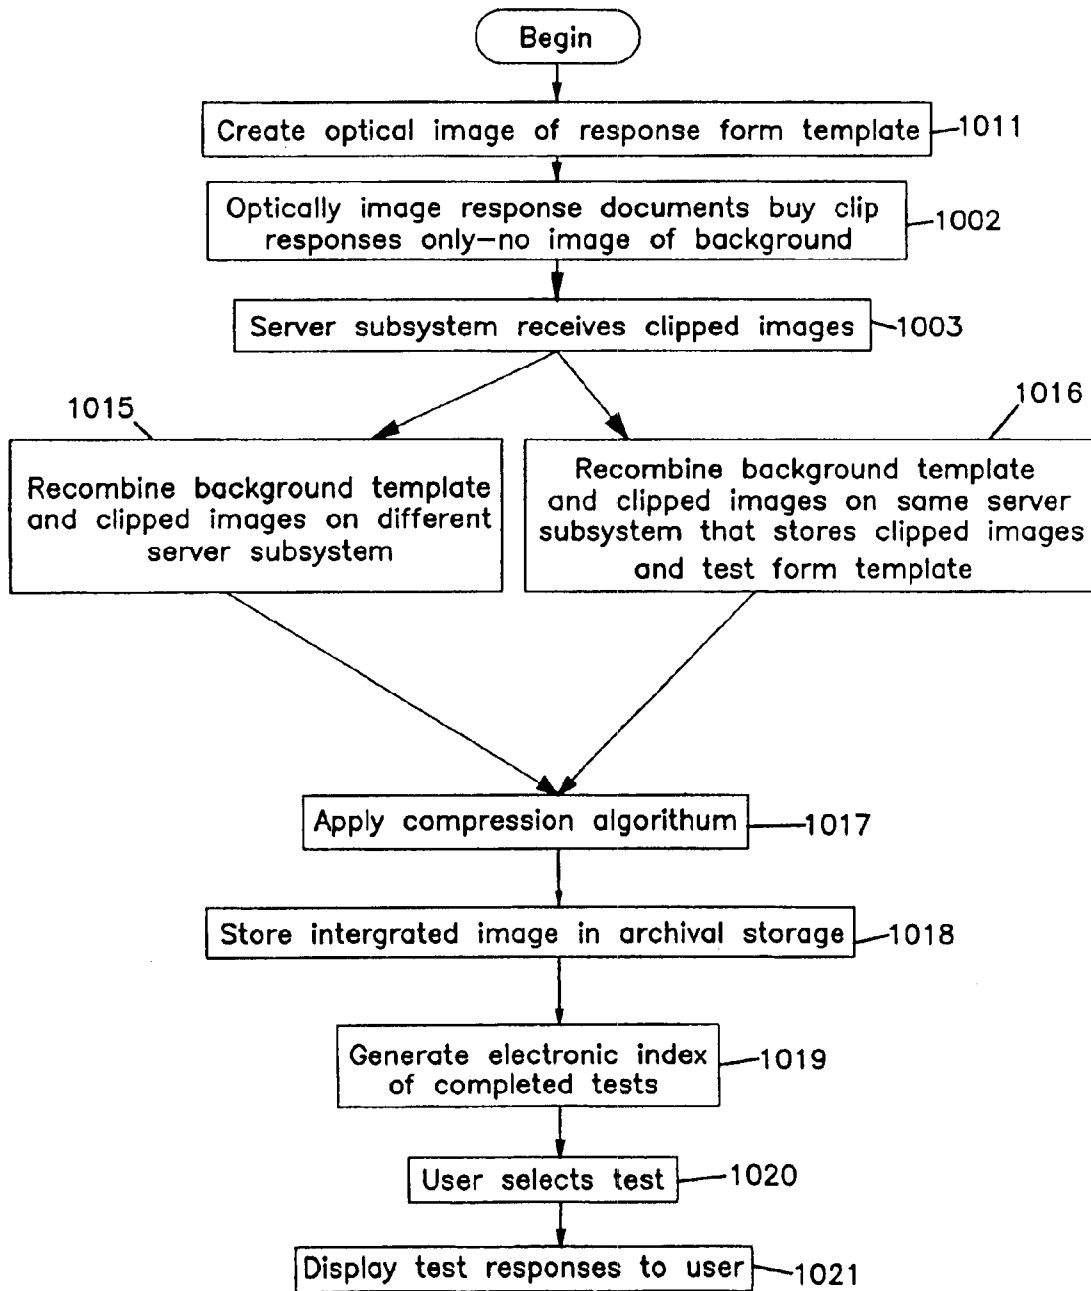 Begin
Create optical image of response form template
1011
Optically image response documents buy clip
responses only—no image of background
1002
Server subsystem receives clipped images
1003
1015
Recombine background template
and clipped images on different
server subsystem
1016
Recombine background template
and clipped images on same server
subsystem that stores clipped images
and test form template
Apply compression algorithum
1017
Store intergrated image in archival storage
1018
Generate electronic index
of completed tests
1019
User selects test
1020
Display test responses to user
1021